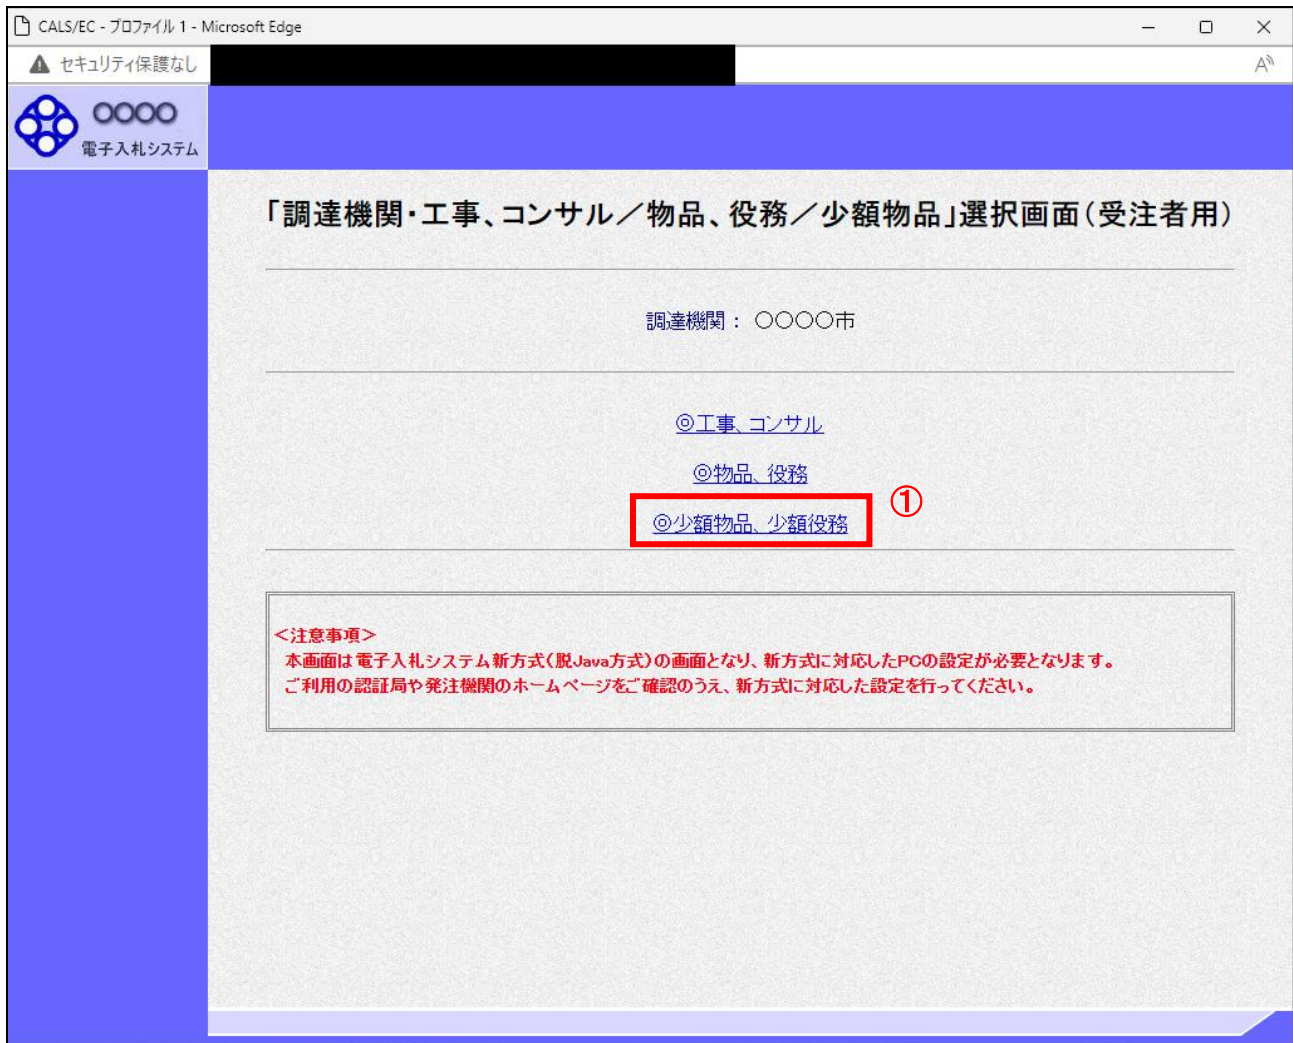 CALS/EC - プロファイル 1 - Microsoft Edge
セキュリティ保護なし
A
○○○○
電子入札システム
「調達機関・工事、コンサル／物品、役務／少額物品」選択画面（受注者用）
調達機関： ○○○○市
◎工事、コンサル
◎物品、役務
◎少額物品、少額役務
①
＜注意事項＞
本画面は電子入札システム新方式（脱Java方式）の画面となり、新方式に対応したPCの設定が必要となります。
ご利用の認証局や発注機関のホームページをご確認のうえ、新方式に対応した設定を行ってください。